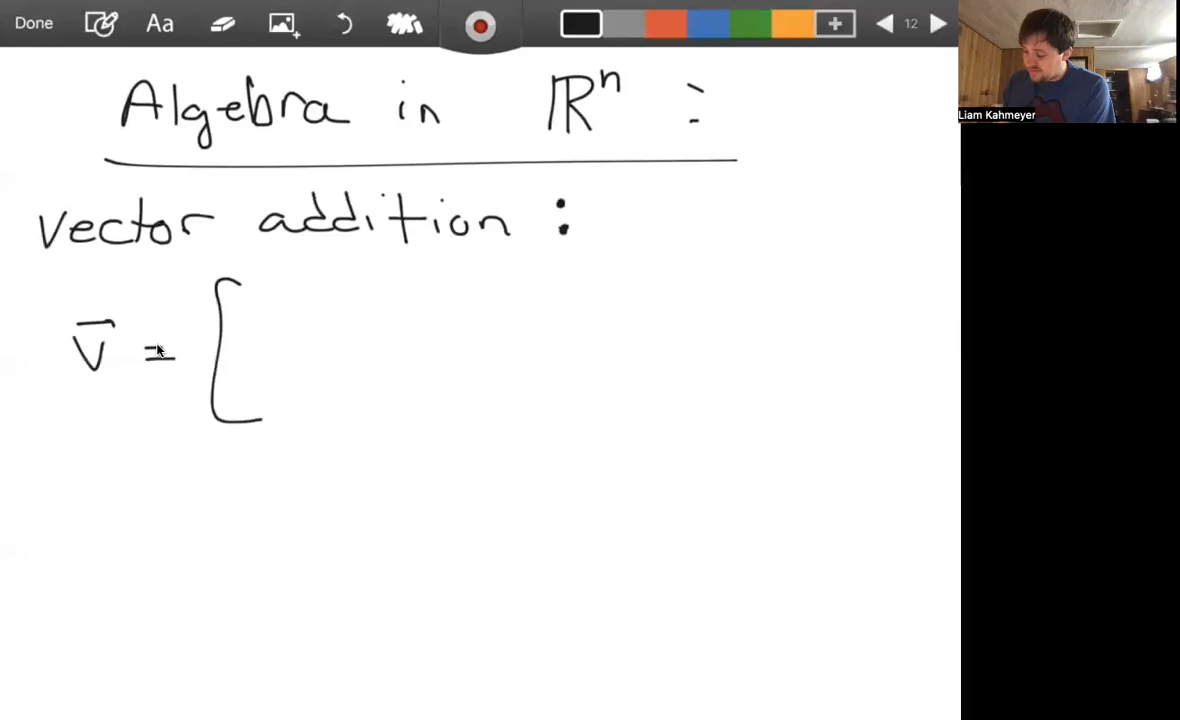 Done Aa + 12
Liam Kahmeyer
Algebra in ℝⁿ :
vector addition :
v̅ = [